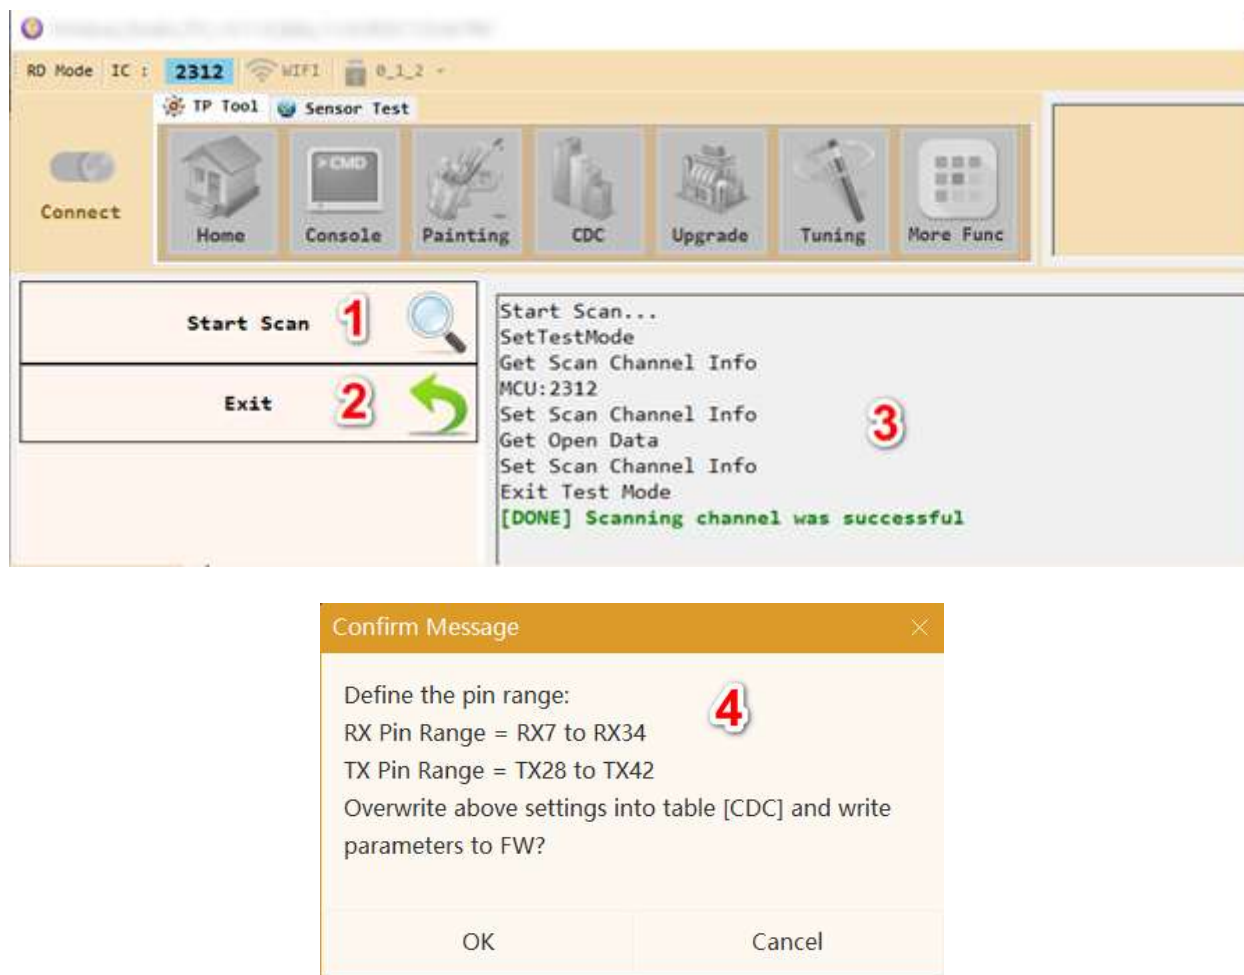 RD Mode IC : 2312 WIFI 0_1_2
TP Tool Sensor Test
Connect
> CMD
Home Console Painting CDC Upgrade Tuning More Func
Start Scan 1
Exit 2
Start Scan...
SetTestMode
Get Scan Channel Info
MCU:2312
Set Scan Channel Info
Get Open Data
Set Scan Channel Info
Exit Test Mode
[DONE] Scanning channel was successful
3
Confirm Message
Define the pin range:
RX Pin Range = RX7 to RX34
TX Pin Range = TX28 to TX42
Overwrite above settings into table [CDC] and write
parameters to FW?
4
OK Cancel